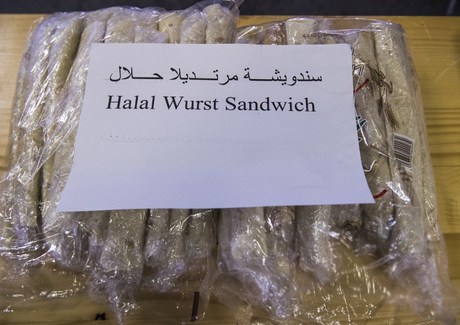 سندويشة مرتديلا حلال
Halal Wurst Sandwich